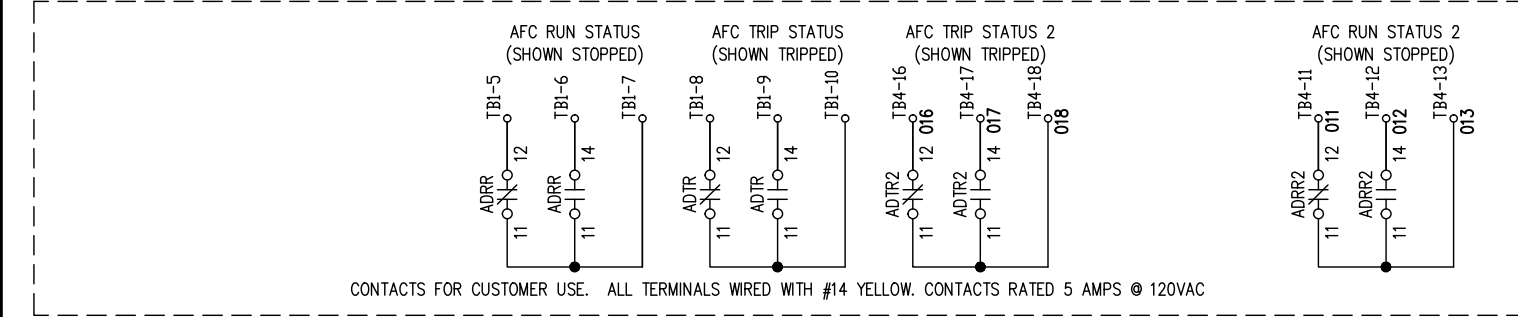 AFC RUN STATUS
(SHOWN STOPPED)
AFC TRIP STATUS
(SHOWN TRIPPED)
AFC TRIP STATUS 2
(SHOWN TRIPPED)
AFC RUN STATUS 2
(SHOWN STOPPED)
TB1-5
TB1-6
TB1-7
TB1-8
TB1-9
TB1-10
TB4-16
016
TB4-17
017
TB4-18
018
TB4-11
011
TB4-12
012
TB4-13
013
12
14
12
14
12
14
12
14
ADRR
ADRR
ADTR
ADTR
ADTR2
ADTR2
ADRR2
ADRR2
11
11
11
11
11
11
11
11
CONTACTS FOR CUSTOMER USE. ALL TERMINALS WIRED WITH #14 YELLOW. CONTACTS RATED 5 AMPS @ 120VAC